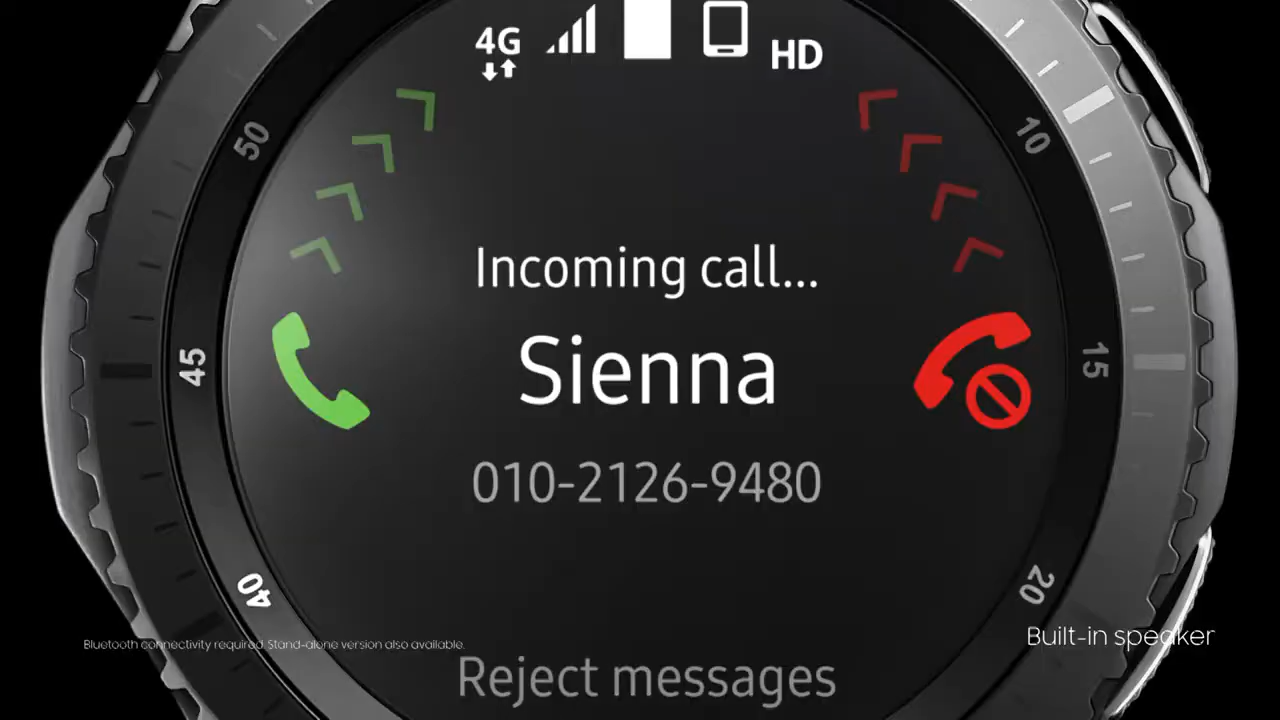 4G
HD
50
10
Incoming call...
45
Sienna
15
010-2126-9480
40
20
Bluetooth connectivity required. Stand-alone version also available.
Built-in speaker
Reject messages